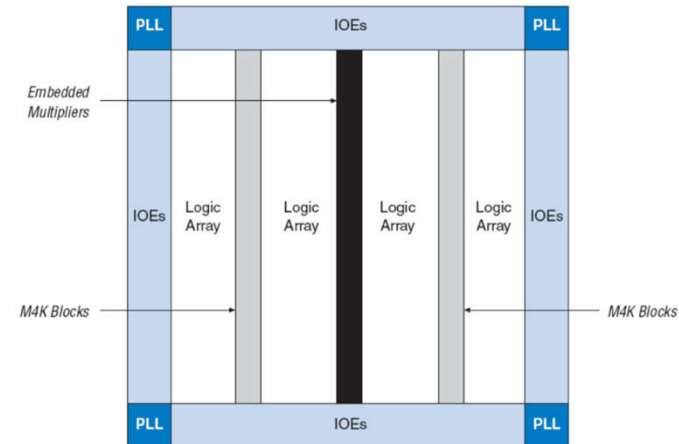 PLL
IOEs
PLL
Embedded
Multipliers
IOEs
Logic
Array
Logic
Array
Logic
Array
Logic
Array
IOEs
M4K Blocks
M4K Blocks
PLL
IOEs
PLL